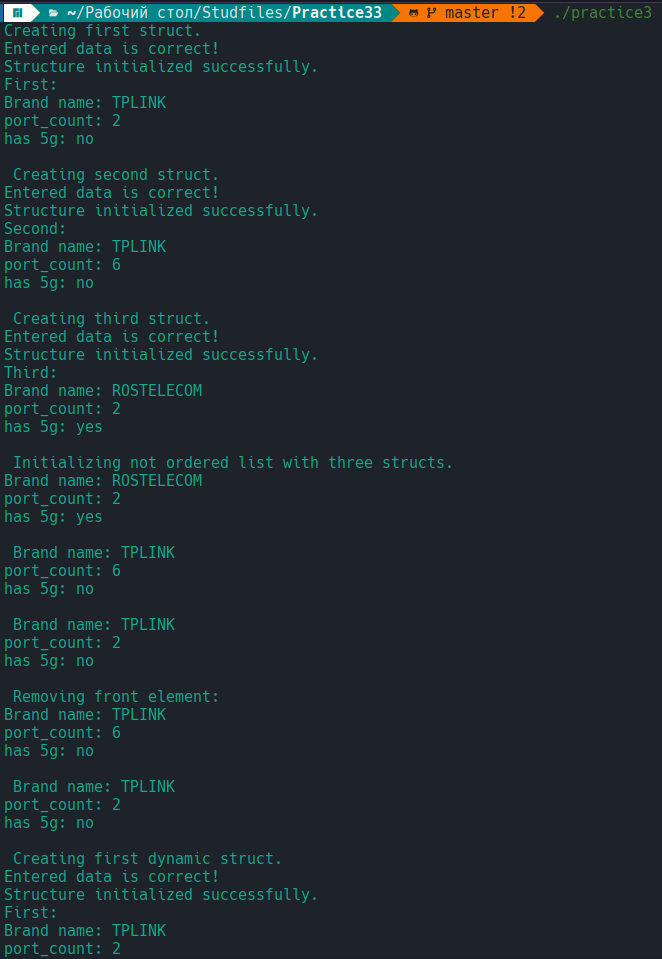 ~/Рабочий стол/Studfiles/Practice33 master !2 ./practice3
Creating first struct.
Entered data is correct!
Structure initialized successfully.
First:
Brand name: TPLINK
port_count: 2
has 5g: no
Creating second struct.
Entered data is correct!
Structure initialized successfully.
Second:
Brand name: TPLINK
port_count: 6
has 5g: no
Creating third struct.
Entered data is correct!
Structure initialized successfully.
Third:
Brand name: ROSTELECOM
port_count: 2
has 5g: yes
Initializing not ordered list with three structs.
Brand name: ROSTELECOM
port_count: 2
has 5g: yes
Brand name: TPLINK
port_count: 6
has 5g: no
Brand name: TPLINK
port_count: 2
has 5g: no
Removing front element:
Brand name: TPLINK
port_count: 6
has 5g: no
Brand name: TPLINK
port_count: 2
has 5g: no
Creating first dynamic struct.
Entered data is correct!
Structure initialized successfully.
First:
Brand name: TPLINK
port_count: 2